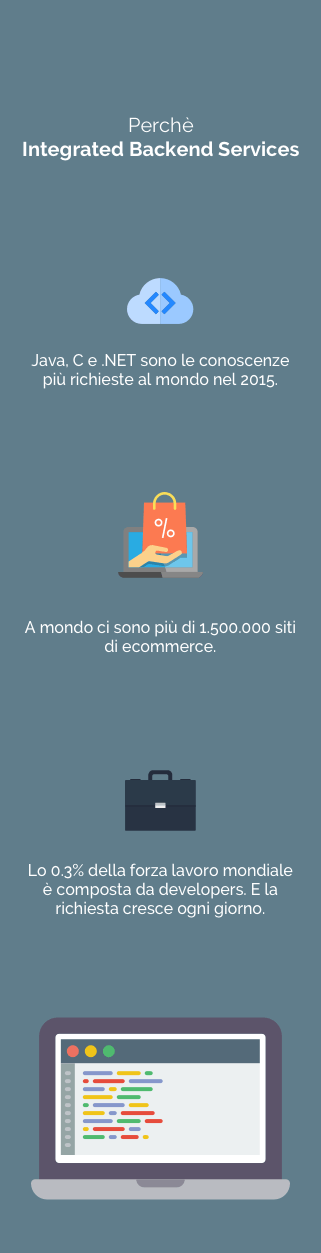 Perchè
Integrated Backend Services
Java, C e .NET sono le conoscenze
più richieste al mondo nel 2015.
%
A mondo ci sono più di 1.500.000 siti
di ecommerce.
Lo 0.3% della forza lavoro mondiale
è composta da developers. E la
richiesta cresce ogni giorno.